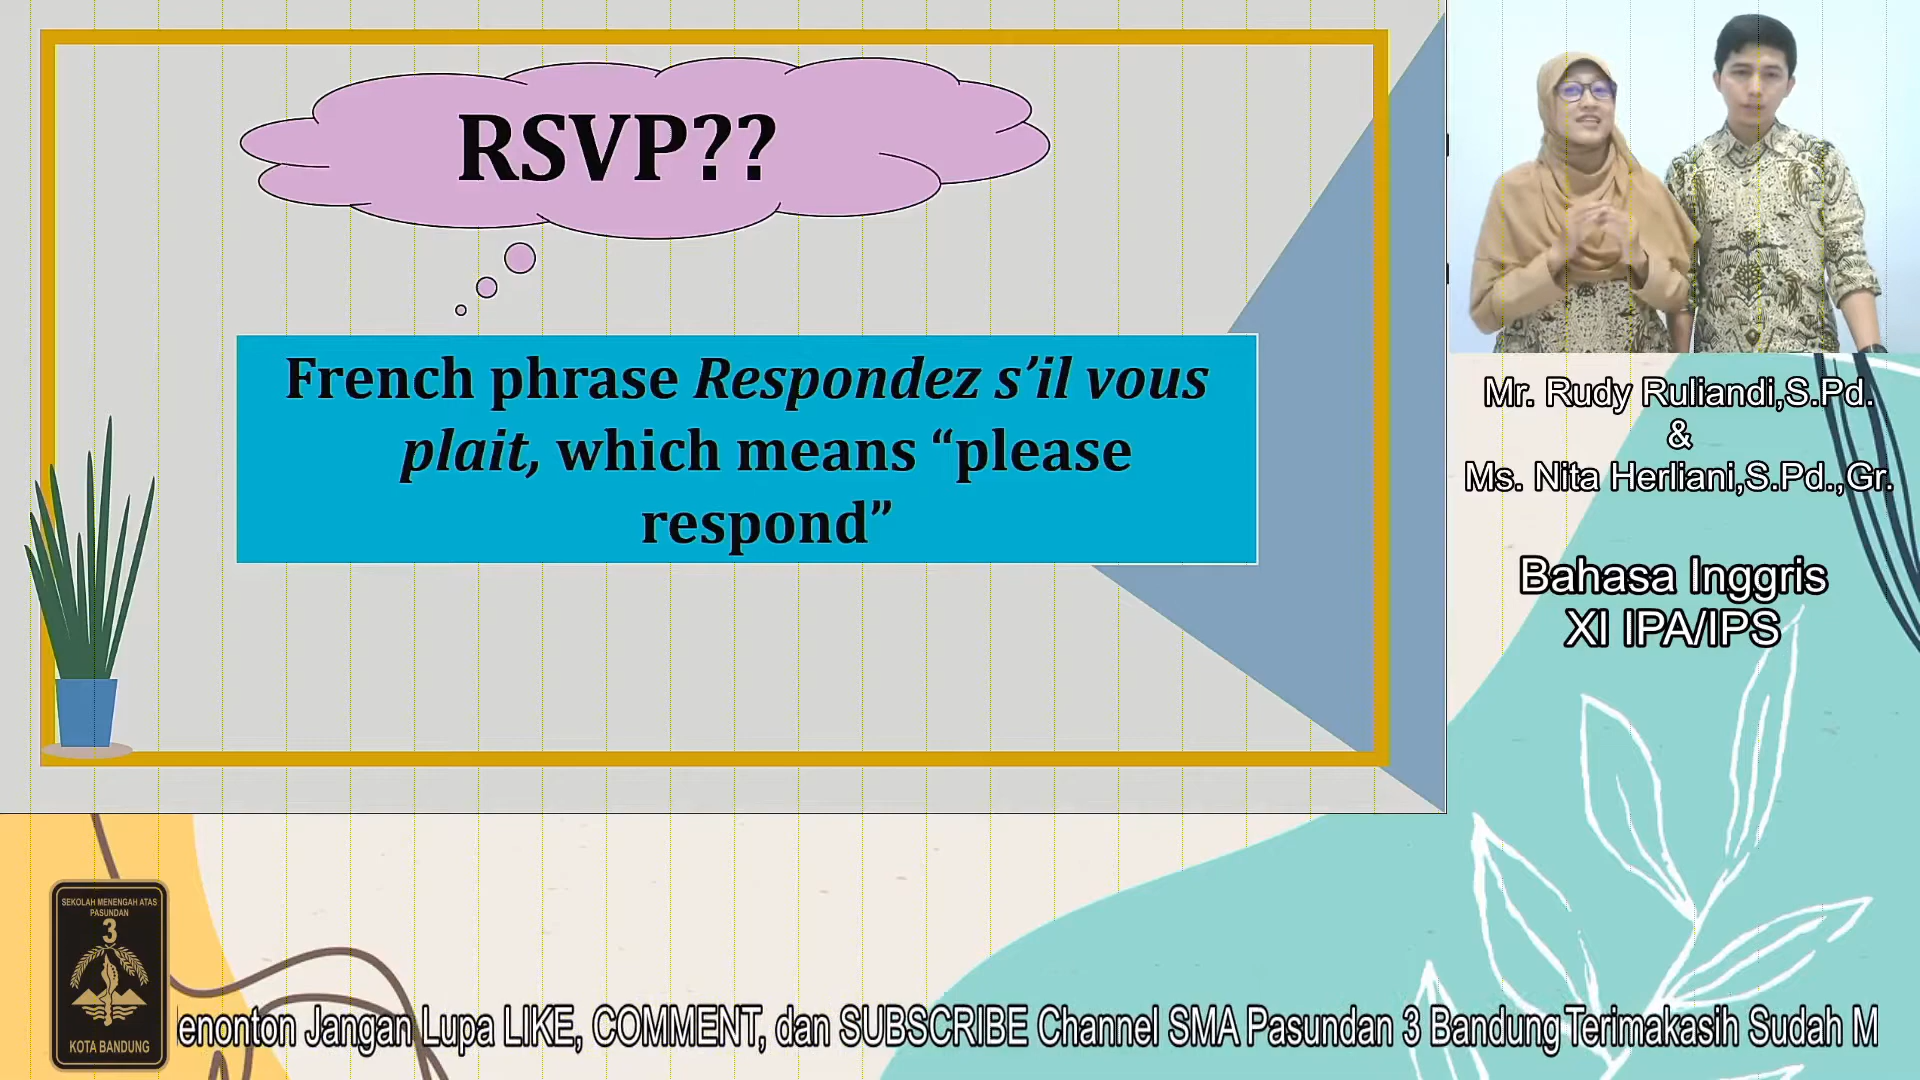 RSVP??
French phrase Respondez s’il vous
plait, which means “please
respond”
Mr. Rudy Ruliandi,S.Pd.
&
Ms. Nita Herliani,S.Pd.,Gr.
Bahasa Inggris
XI IPA/IPS
SEKOLAH MENENGAH ATAS
PASUNDAN
3
KOTA BANDUNG
enonton Jangan Lupa LIKE, COMMENT, dan SUBSCRIBE Channel SMA Pasundan 3 Bandung Terimakasih Sudah M